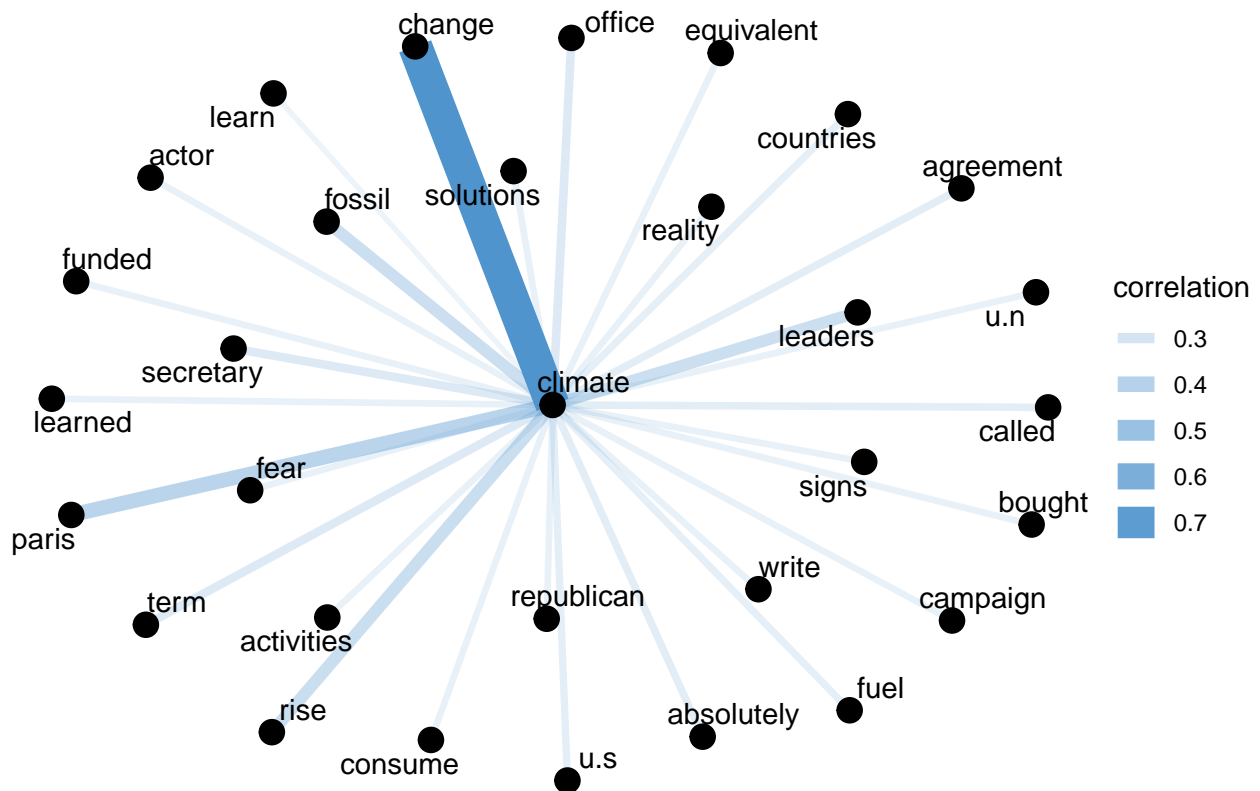 change
office
equivalent
learn
countries
actor
solutions
agreement
fossil
reality
funded
correlation
u.n
leaders
0.3
secretary
climate
0.4
learned
called
0.5
fear
signs
0.6
bought
paris
0.7
write
term
republican
campaign
activities
rise
fuel
absolutely
consume
u.s